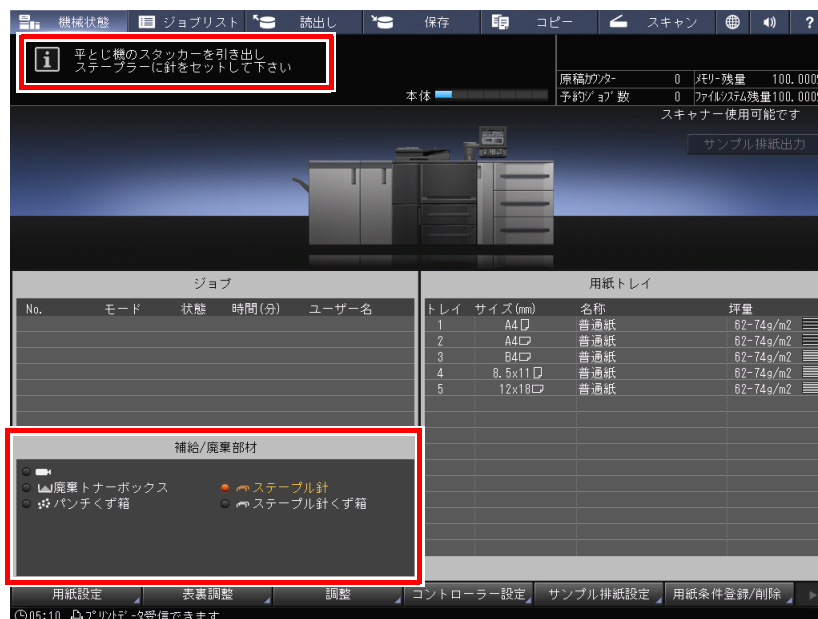 機械状態 ジョブリスト 読出し 保存 コピー スキャン ?
平とじ機のスタッカーを引き出し
ステープラーに針をセットして下さい
原稿ｶｳﾝﾀｰ 0 ﾒﾓﾘｰ残量 100.000%
本体 予約ｼﾞｮﾌﾞ数 0 ﾌｧｲﾙｼｽﾃﾑ残量100.000%
スキャナー使用可能です
サンプル排紙出力
ジョブ 用紙トレイ
No. モード 状態 時間(分) ユーザー名 トレイ サイズ(mm) 名称 坪量
1 A4 普通紙 62-74g/m2
2 A4 普通紙 62-74g/m2
3 B4 普通紙 62-74g/m2
4 8.5x11 普通紙 62-74g/m2
5 12x18 普通紙 62-74g/m2
補給/廃棄部材
廃棄トナーボックス ステープル針
パンチくず箱 ステープル針くず箱
用紙設定 表裏調整 調整 コントローラー設定 サンプル排紙設定 用紙条件登録/削除
05:10 ﾌﾟﾘﾝﾄﾃﾞｰﾀ受信できます